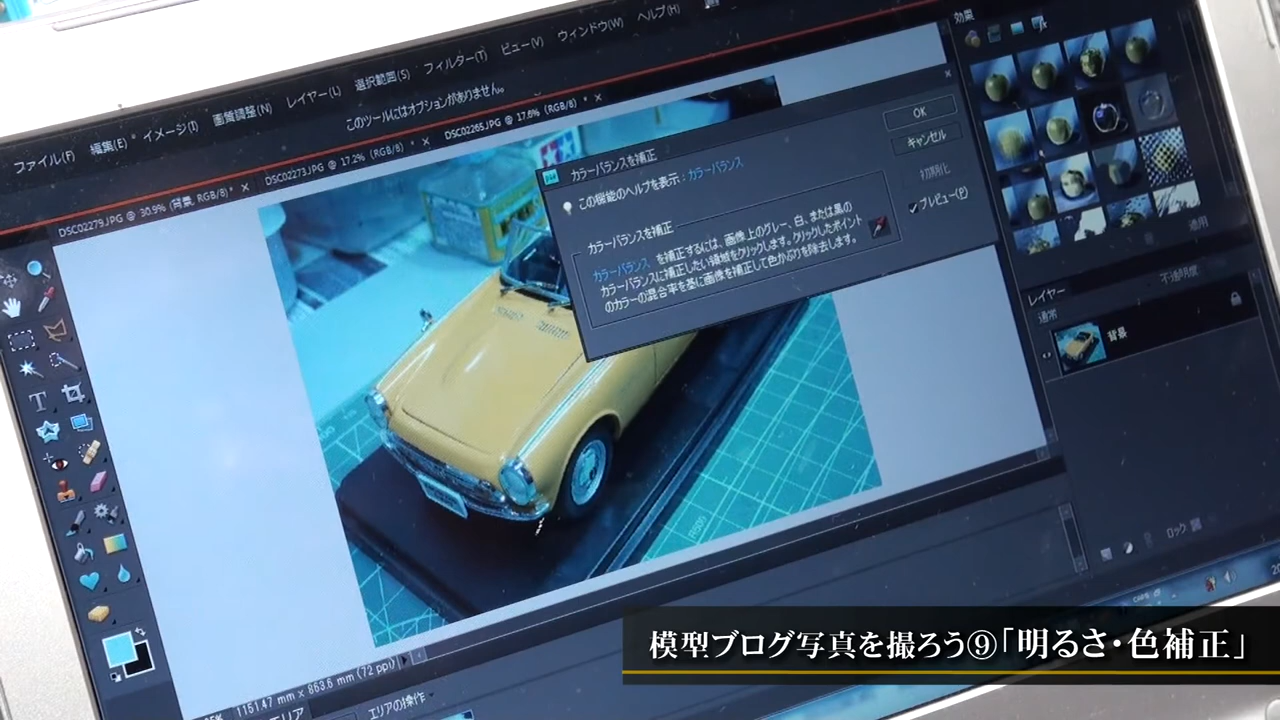 ファイル(F) 編集(E) イメージ(I) 画質調整(N) レイヤー(L) 選択範囲(S) フィルター(T) ビュー(V) ウィンドウ(W) ヘルプ(H)
このツールにはオプションがありません。
DSC02279.JPG @ 30.9% (背景, RGB/8) * ×
DSC02273.JPG @ 17.2% (RGB/8) * ×
DSC02265.JPG @ 17.6% (RGB/8) * ×
カラーバランスを補正
この機能のヘルプを表示 : カラーバランス
カラーバランスを補正
カラーバランス を補正するには、画像上のグレー、白、または黒の
カラーバランスに補正したい領域をクリックします。クリックしたポイント
のカラーの混合率を基に画像を補正して色かぶりを除去します。
OK
キャンセル
初期化
プレビュー(P)
効果
適用
レイヤー
通常
不透明度
背景
ロック
R500
1151.47 mm x 863.6 mm (72 ppi)
エリアの操作
模型ブログ写真を撮ろう⑨「明るさ・色補正」